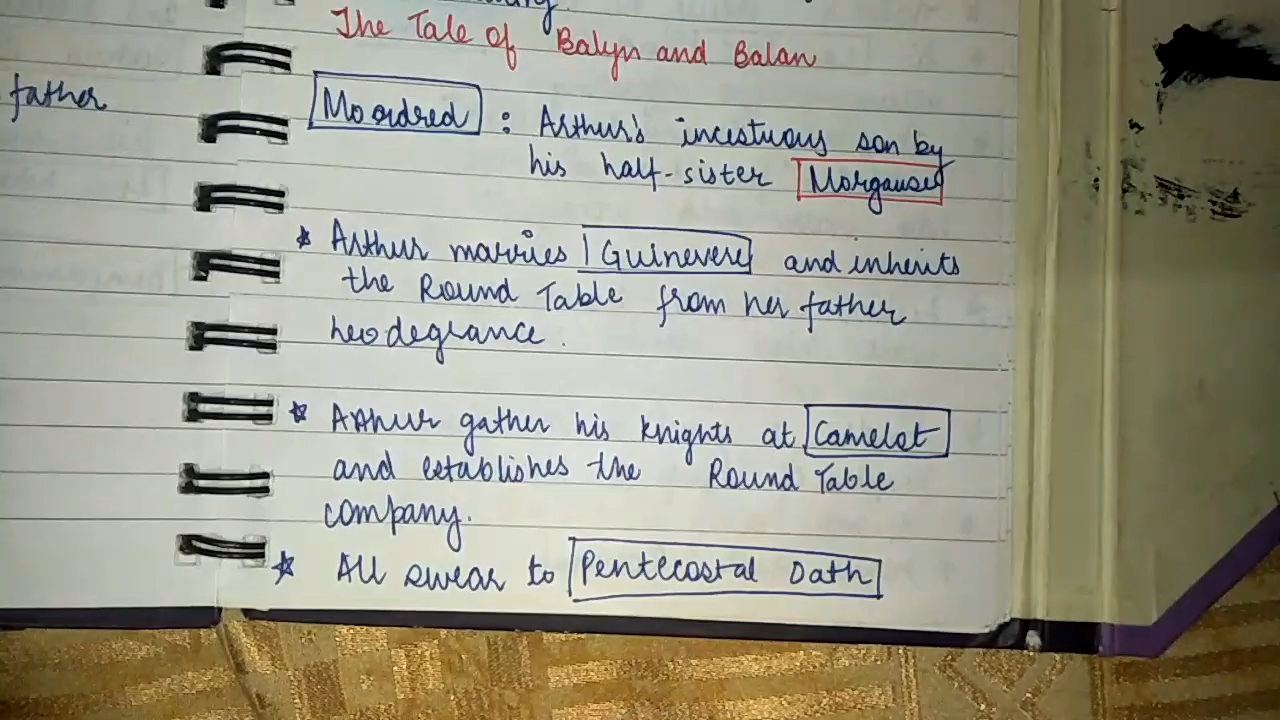 The Tale of Balyn and Balan
father
Moordred : Arthur's incestuous son by
his half-sister Morgause
* Arthur marries Guinevere and inherits
the Round Table from her father
Leodegrance.
* Arthur gather his knights at Camelot
and establishes the Round Table
company.
* All swear to Pentecostal Oath